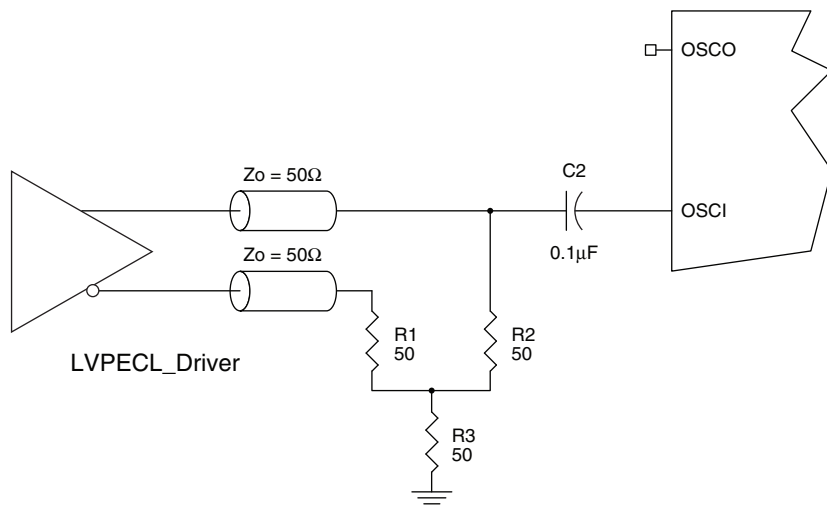 OSCO
Zo = 50Ω
C2
OSCI
0.1μF
Zo = 50Ω
R1
50
R2
50
LVPECL_Driver
R3
50